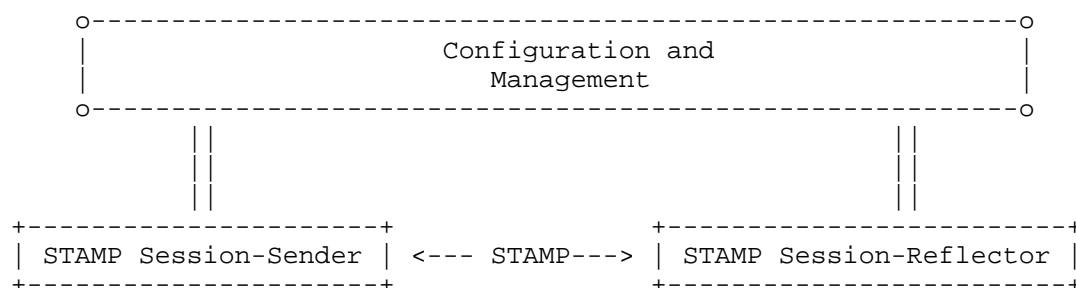 Configuration and
Management
STAMP Session-Sender <--- STAMP---> STAMP Session-Reflector